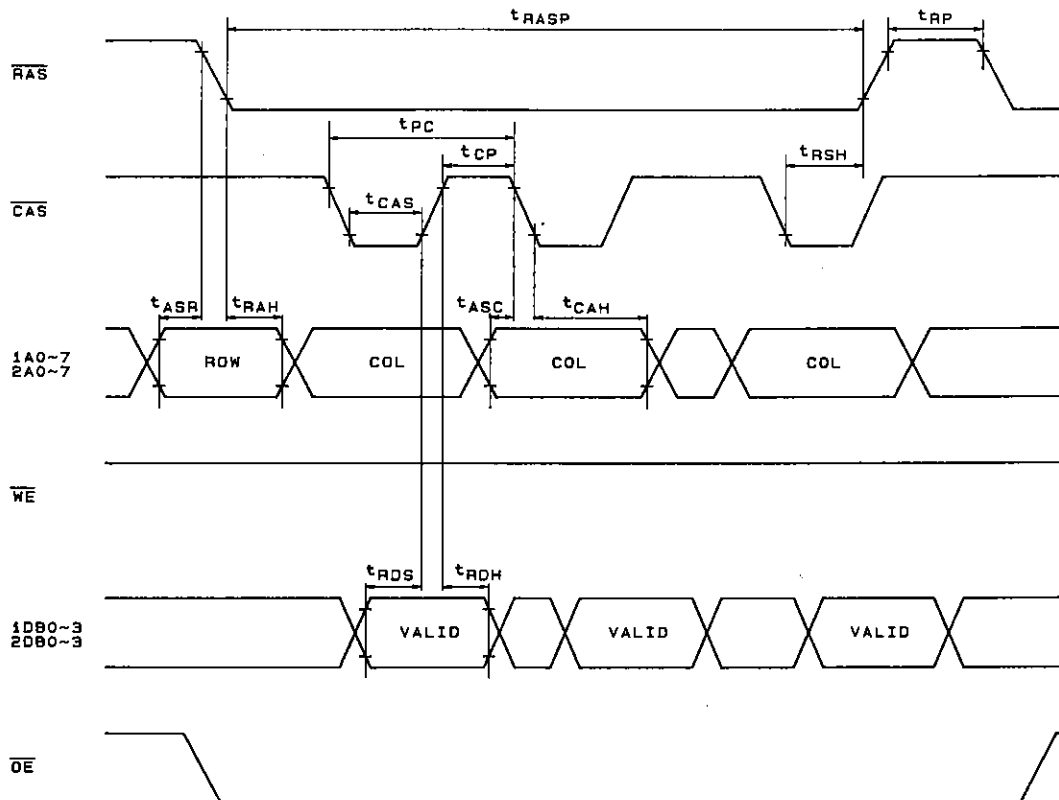 tRASP
tRP
RAS
tPC
tCP
tRSH
tCAS
CAS
tASR
tRAH
tASC
tCAH
1A0~7
2A0~7
ROW
COL
COL
COL
WE
tRDS
tRDH
1DB0~3
2DB0~3
VALID
VALID
VALID
OE